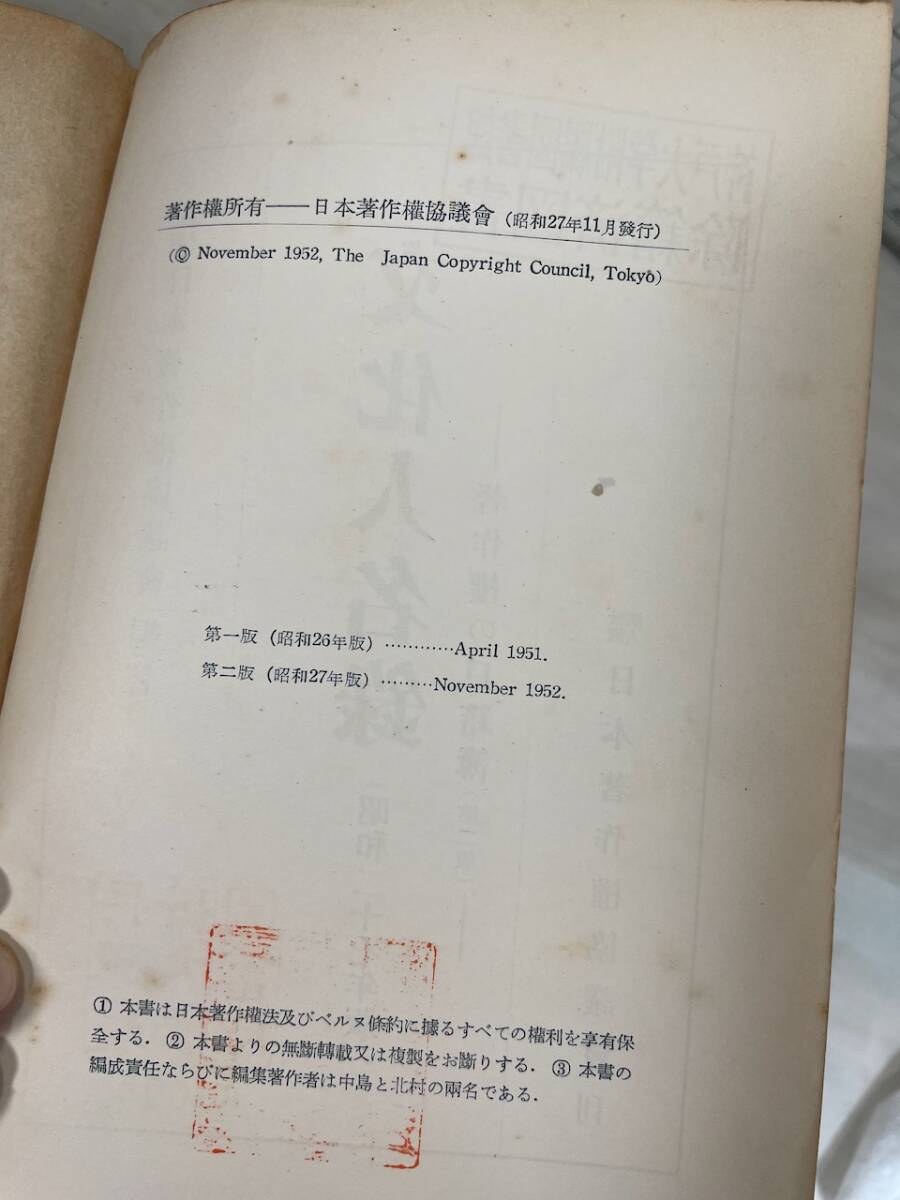 著作權所有――日本著作權協議會（昭和27年11月發行）
（© November 1952, The Japan Copyright Council, Tokyō）
第一版（昭和26年版）…………April 1951.
第二版（昭和27年版）………November 1952.
① 本書は日本著作權法及びベルヌ條約に據るすべての權利を享有保
全する．② 本書よりの無斷轉載又は複製をお斷りする．③ 本書の
編成責任ならびに編集著作者は中島と北村の兩名である．